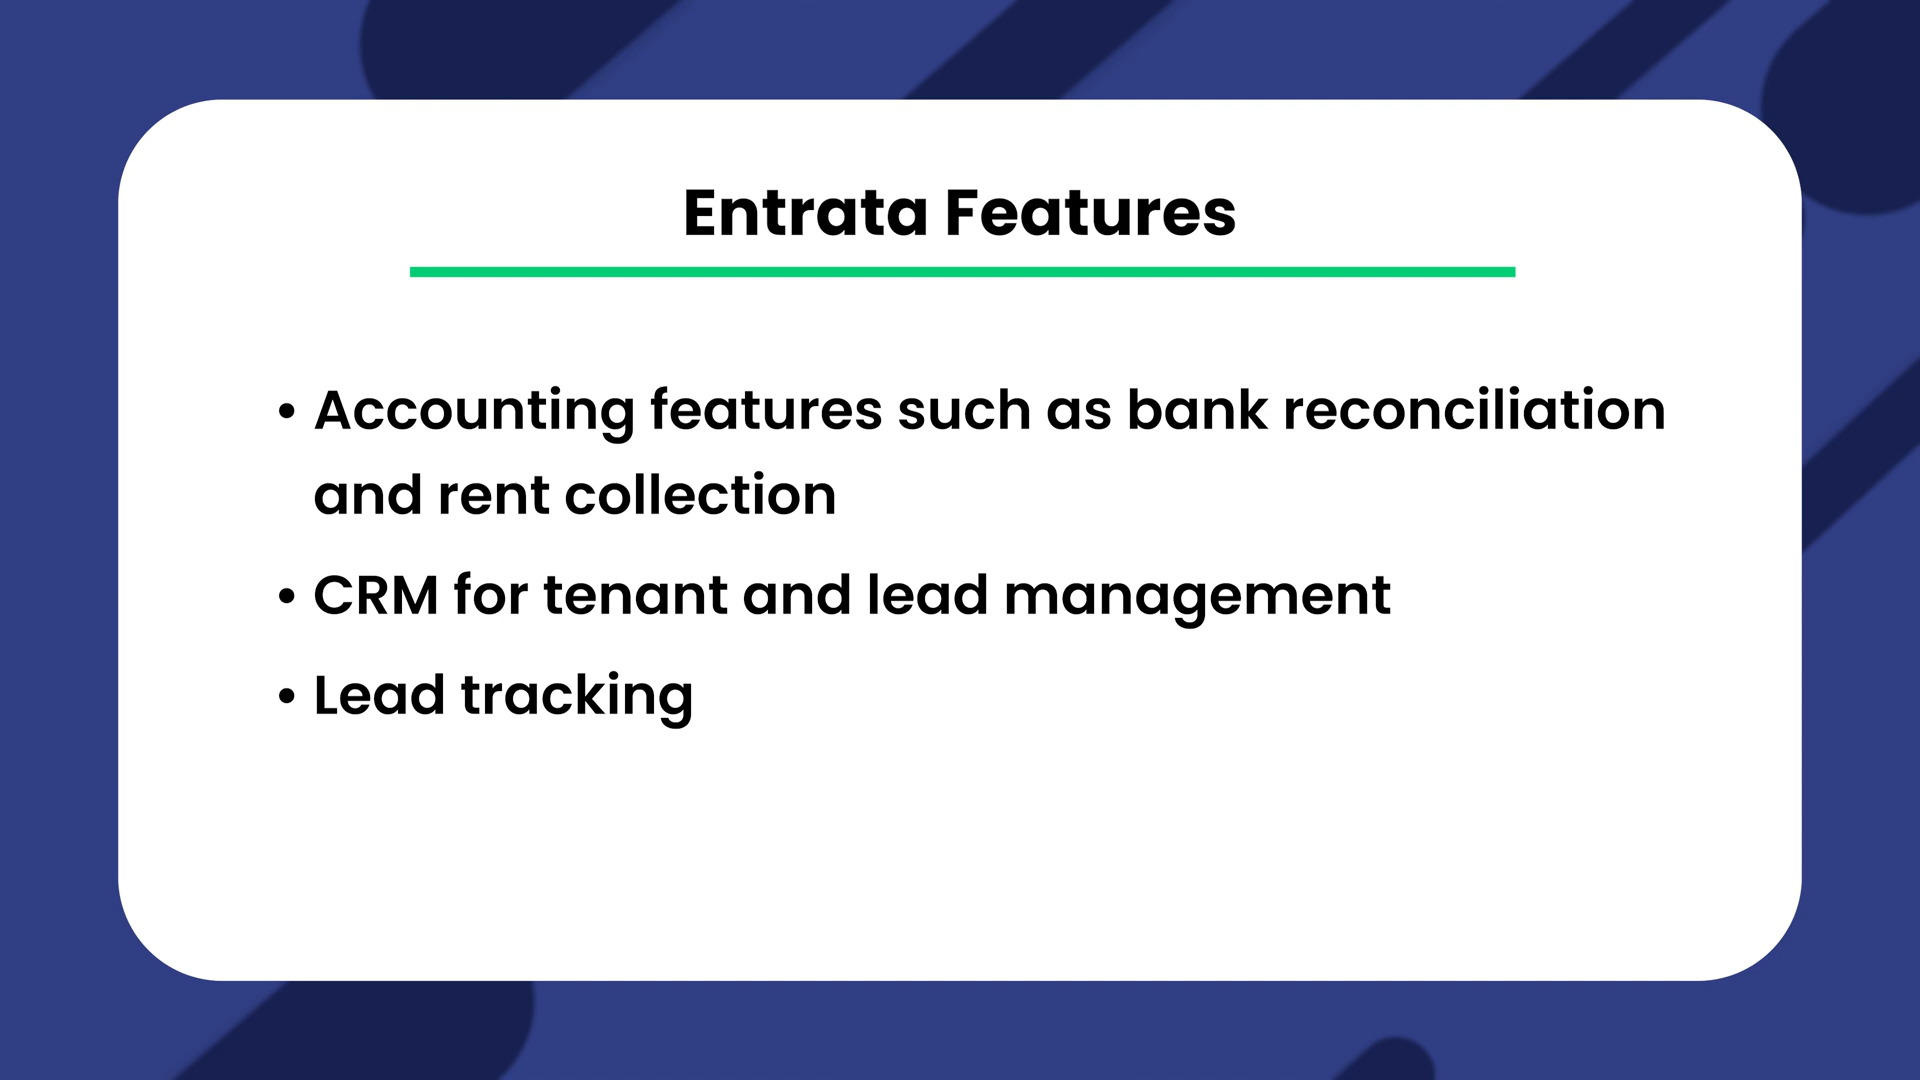 Entrata Features
• Accounting features such as bank reconciliation
and rent collection
• CRM for tenant and lead management
• Lead tracking